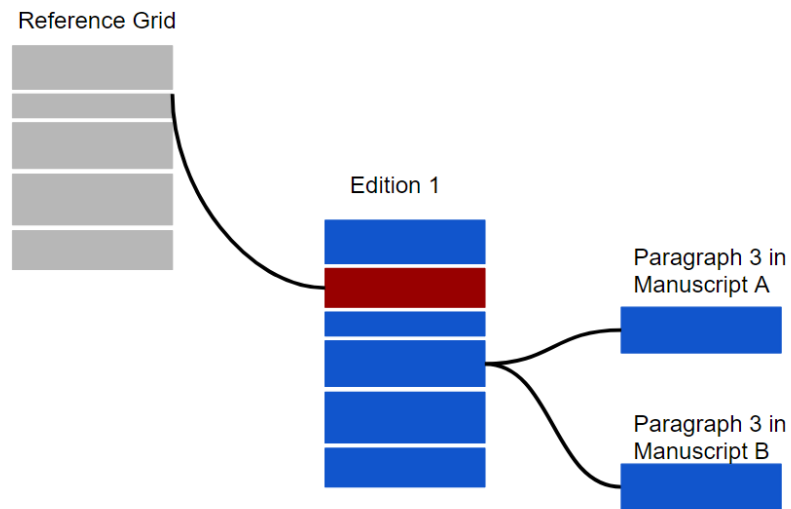 Reference Grid
Edition 1
Paragraph 3 in
Manuscript A
Paragraph 3 in
Manuscript B